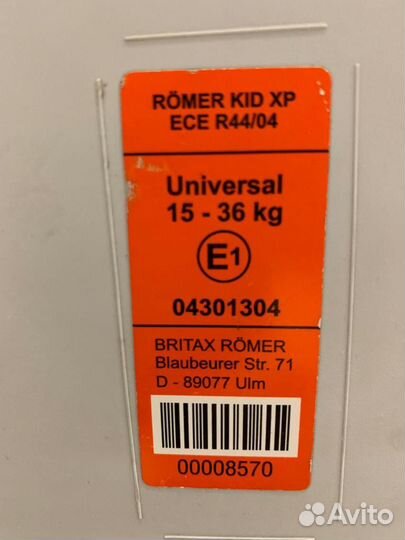 RÖMER KID XP
ECE R44/04
Universal
15 - 36 kg
E1
04301304
BRITAX RÖMER
Blaubeurer Str. 71
D - 89077 Ulm
00008570
Avito